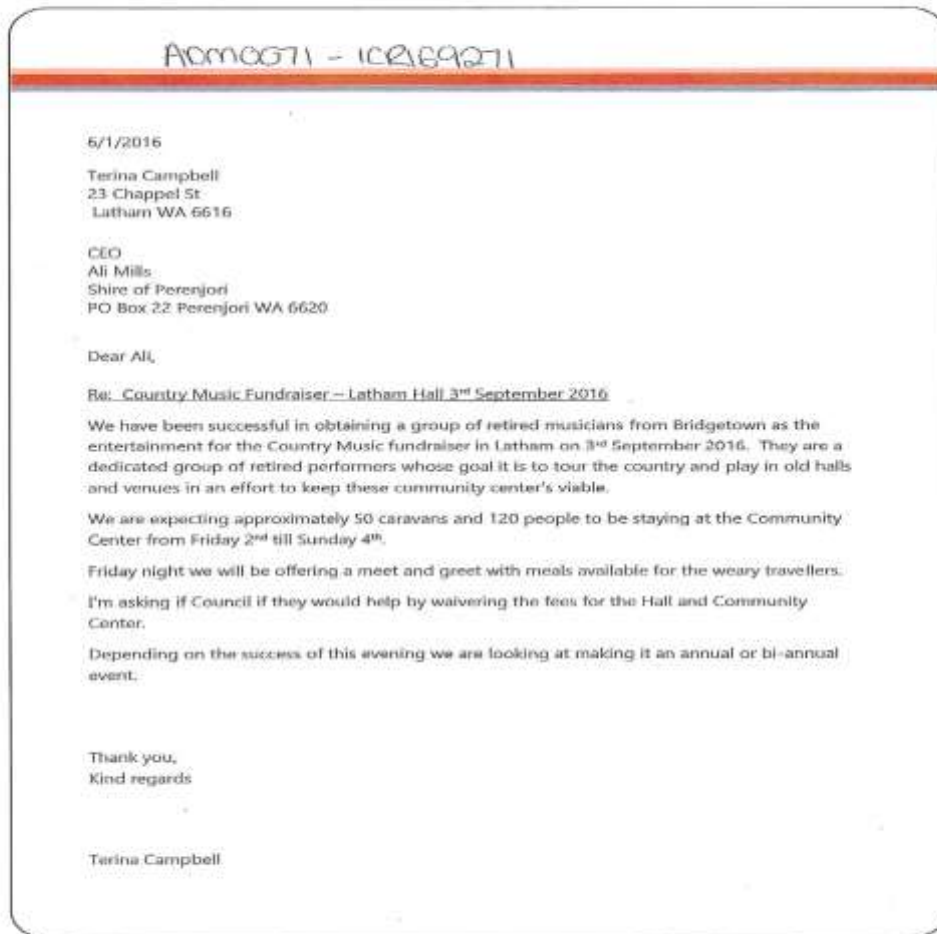 ADM0071 - ICR169271
6/1/2016
Terina Campbell
23 Chappel St
Latham WA 6616
CEO
Ali Mills
Shire of Perenjori
PO Box 22 Perenjori WA 6620
Dear Ali,
Re: Country Music Fundraiser – Latham Hall 3rd September 2016
We have been successful in obtaining a group of retired musicians from Bridgetown as the
entertainment for the Country Music fundraiser in Latham on 3rd September 2016. They are a
dedicated group of retired performers whose goal it is to tour the country and play in old halls
and venues in an effort to keep these community center's viable.
We are expecting approximately 50 caravans and 120 people to be staying at the Community
Center from Friday 2nd till Sunday 4th.
Friday night we will be offering a meet and greet with meals available for the weary travellers.
I'm asking if Council if they would help by waivering the fees for the Hall and Community
Center.
Depending on the success of this evening we are looking at making it an annual or bi-annual
event.
Thank you,
Kind regards
Terina Campbell